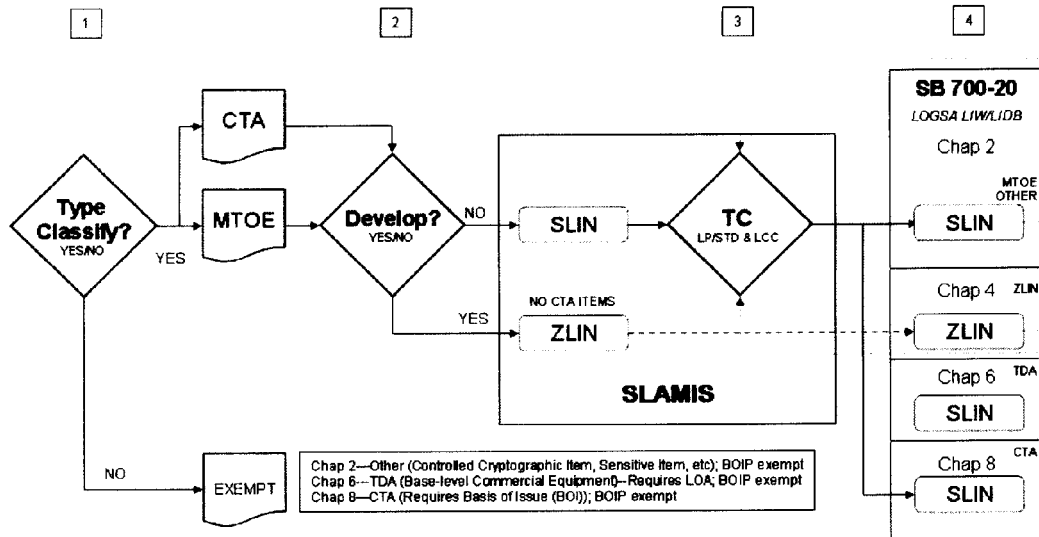 1
2
3
4
SB 700-20
LOGSA LIW/LIDB
Chap 2
MTOE
OTHER
SLIN
Chap 4 ZLIN
ZLIN
Chap 6 TDA
SLIN
Chap 8 CTA
SLIN
CTA
MTOE
Type
Classify?
YES/NO
YES
NO
EXEMPT
Develop?
YES/NO
NO
YES
SLIN
TC
LP/STD & LCC
NO CTA ITEMS
ZLIN
SLAMIS
Chap 2---Other (Controlled Cryptographic Item, Sensitive Item, etc); BOIP exempt
Chap 6---TDA (Base-level Commercial Equipment)--Requires LOA; BOIP exempt
Chap 8---CTA (Requires Basis of Issue (BOI)); BOIP exempt